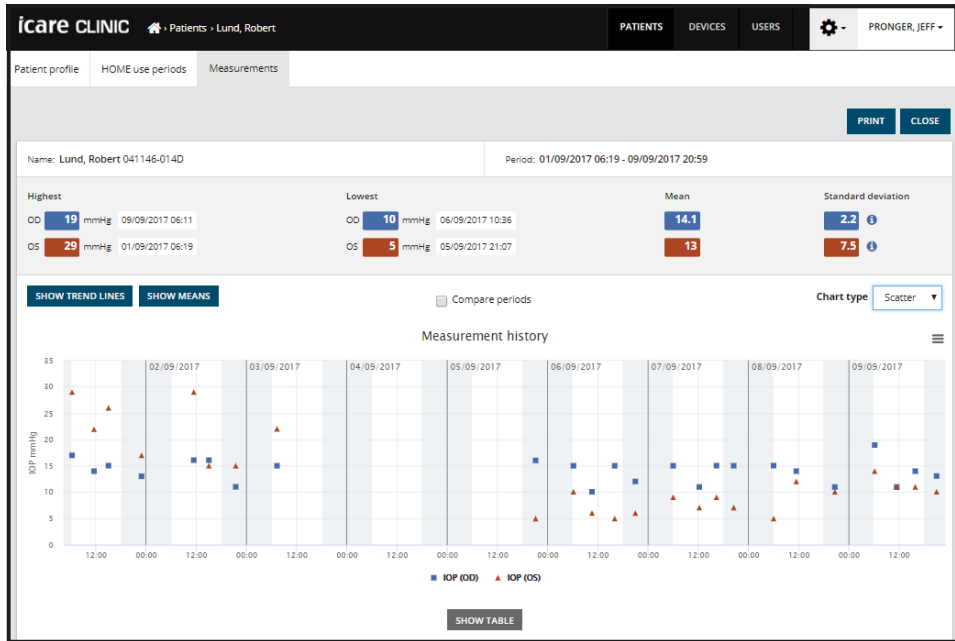 icare CLINIC › Patients › Lund, Robert PATIENTS DEVICES USERS PRONGER, JEFF
Patient profile HOME use periods Measurements
PRINT CLOSE
Name: Lund, Robert 041146-014D Period: 01/09/2017 06:19 - 09/09/2017 20:59
Highest Lowest Mean Standard deviation
OD 19 mmHg 09/09/2017 06:11 OD 10 mmHg 06/09/2017 10:36 14.1 2.2
OS 29 mmHg 01/09/2017 06:19 OS 5 mmHg 05/09/2017 21:07 13 7.5
SHOW TREND LINES SHOW MEANS Compare periods Chart type Scatter
Measurement history
35
02/09/2017 03/09/2017 04/09/2017 05/09/2017 06/09/2017 07/09/2017 08/09/2017 09/09/2017
30
25
20
IOP mmHg
15
10
5
0
12:00 00:00 12:00 00:00 12:00 00:00 12:00 00:00 12:00 00:00 12:00 00:00 12:00 00:00 12:00 00:00 12:00
IOP (OD) IOP (OS)
SHOW TABLE